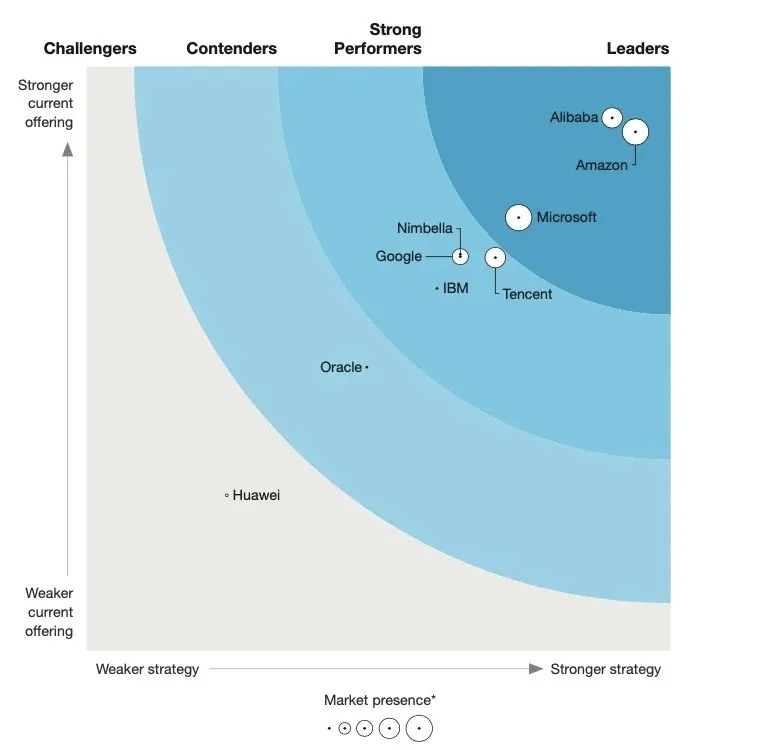 Challengers
Contenders
Strong
Performers
Leaders
Stronger
current
offering
Alibaba
Amazon
Microsoft
Nimbella
Google
IBM
Tencent
Oracle
Huawei
Weaker
current
offering
Weaker strategy
Stronger strategy
Market presence*